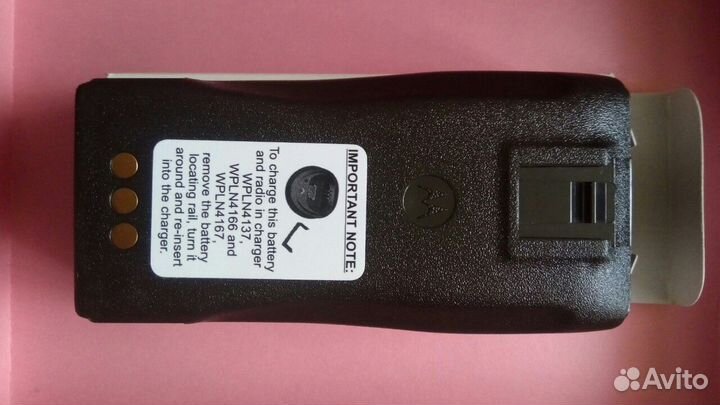 IMPORTANT NOTE:
To charge this battery
and radio in charger
WPLN4137,
WPLN4166 and
WPLN4167,
remove the battery
locating rail, turn it
around and re-insert
into the charger.
Avito